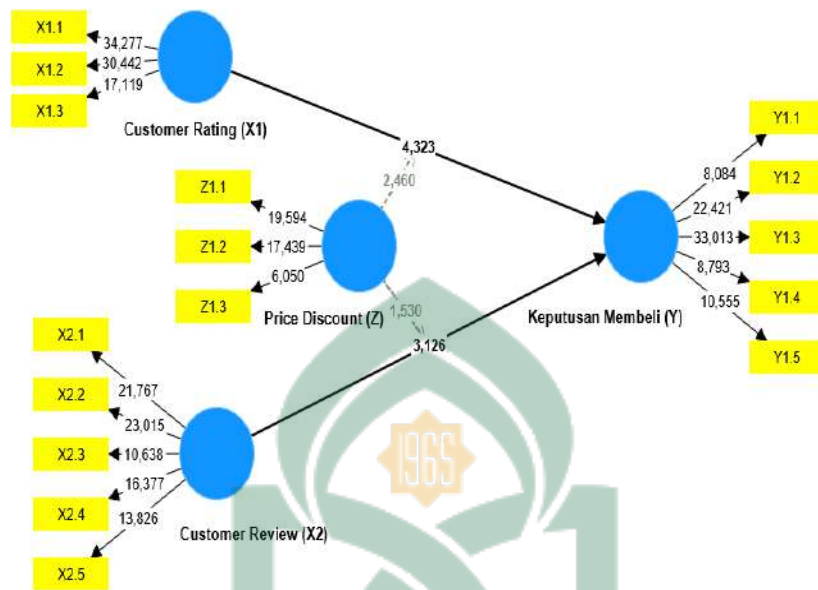 X1.1
34,277
X1.2
30,442
X1.3
17,119
Customer Rating (X1)
4,323
2,460
Z1.1
19,594
Z1.2
17,439
Z1.3
6,050
Price Discount (Z)
1,530
3,126
Y1.1
8,084
Y1.2
22,421
Y1.3
33,013
Y1.4
8,793
Y1.5
10,555
Keputusan Membeli (Y)
X2.1
21,767
X2.2
23,015
X2.3
10,638
X2.4
16,377
X2.5
13,826
Customer Review (X2)
1965